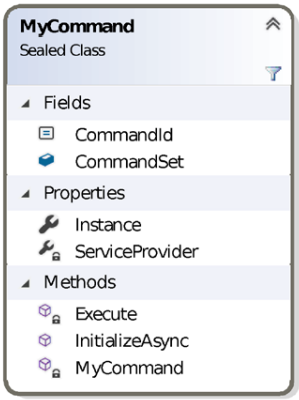 MyCommand
Sealed Class
Fields
CommandId
CommandSet
Properties
Instance
ServiceProvider
Methods
Execute
InitializeAsync
MyCommand